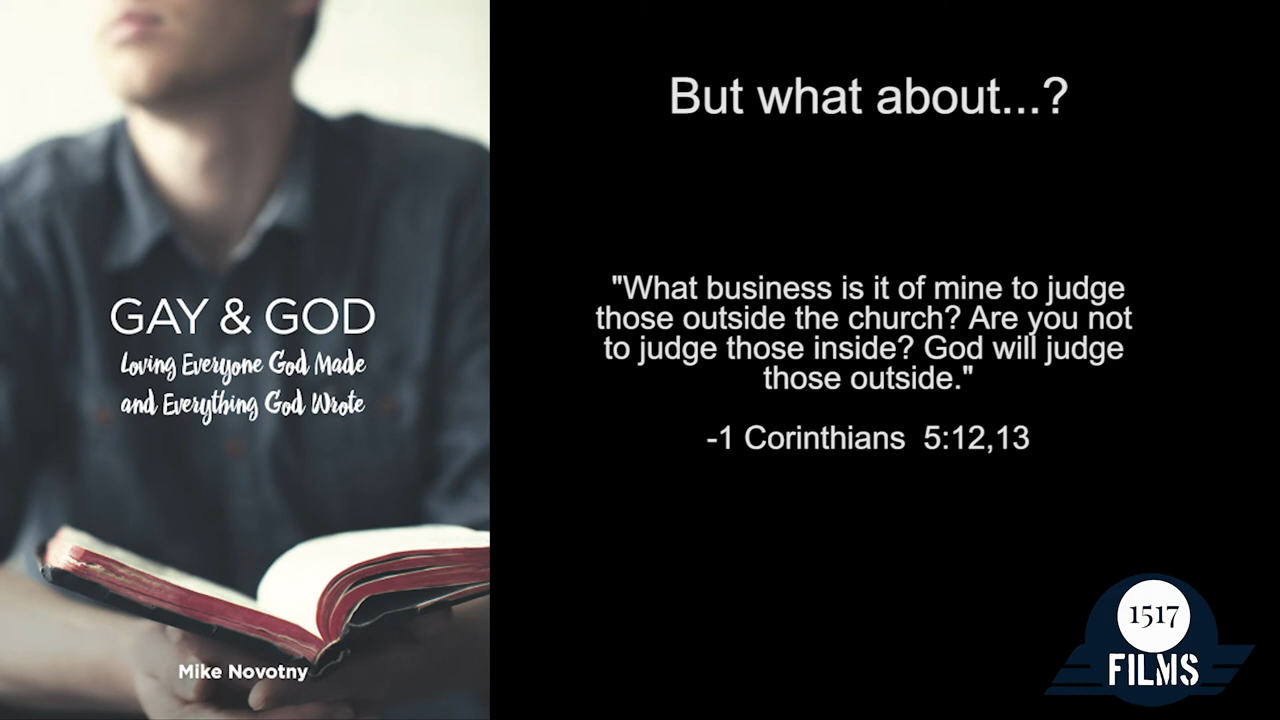 GAY & GOD
Loving Everyone God Made
and Everything God Wrote
Mike Novotny
But what about...?
"What business is it of mine to judge
those outside the church? Are you not
to judge those inside? God will judge
those outside."
-1 Corinthians  5:12,13
1517
FILMS